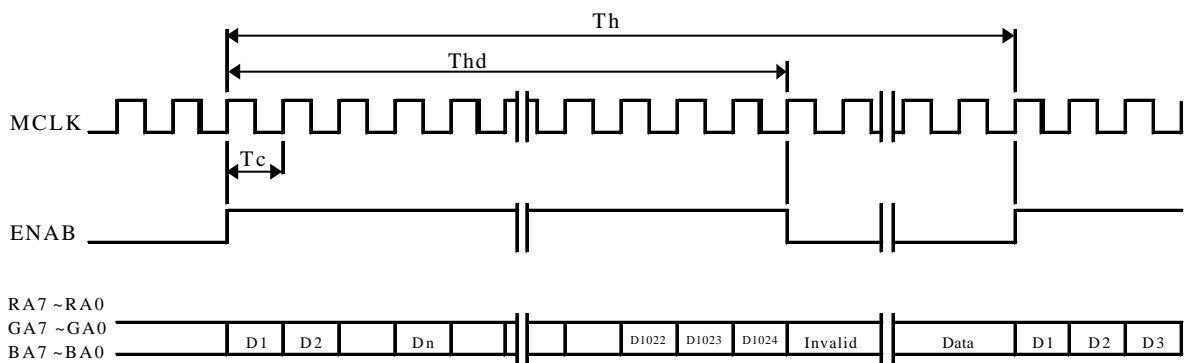 Th
Thd
MCLK
Tc
ENAB
RA7 ~RA0
GA7 ~GA0
BA7 ~BA0
D1 D2 Dn D1022 D1023 D1024 Invalid Data D1 D2 D3